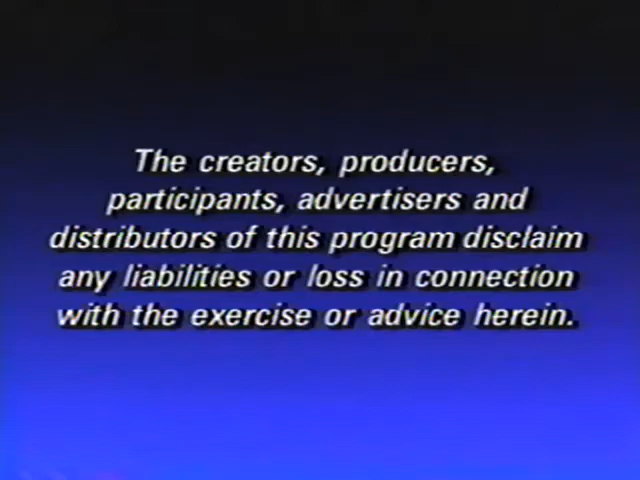 The creators, producers,
participants, advertisers and
distributors of this program disclaim
any liabilities or loss in connection
with the exercise or advice herein.